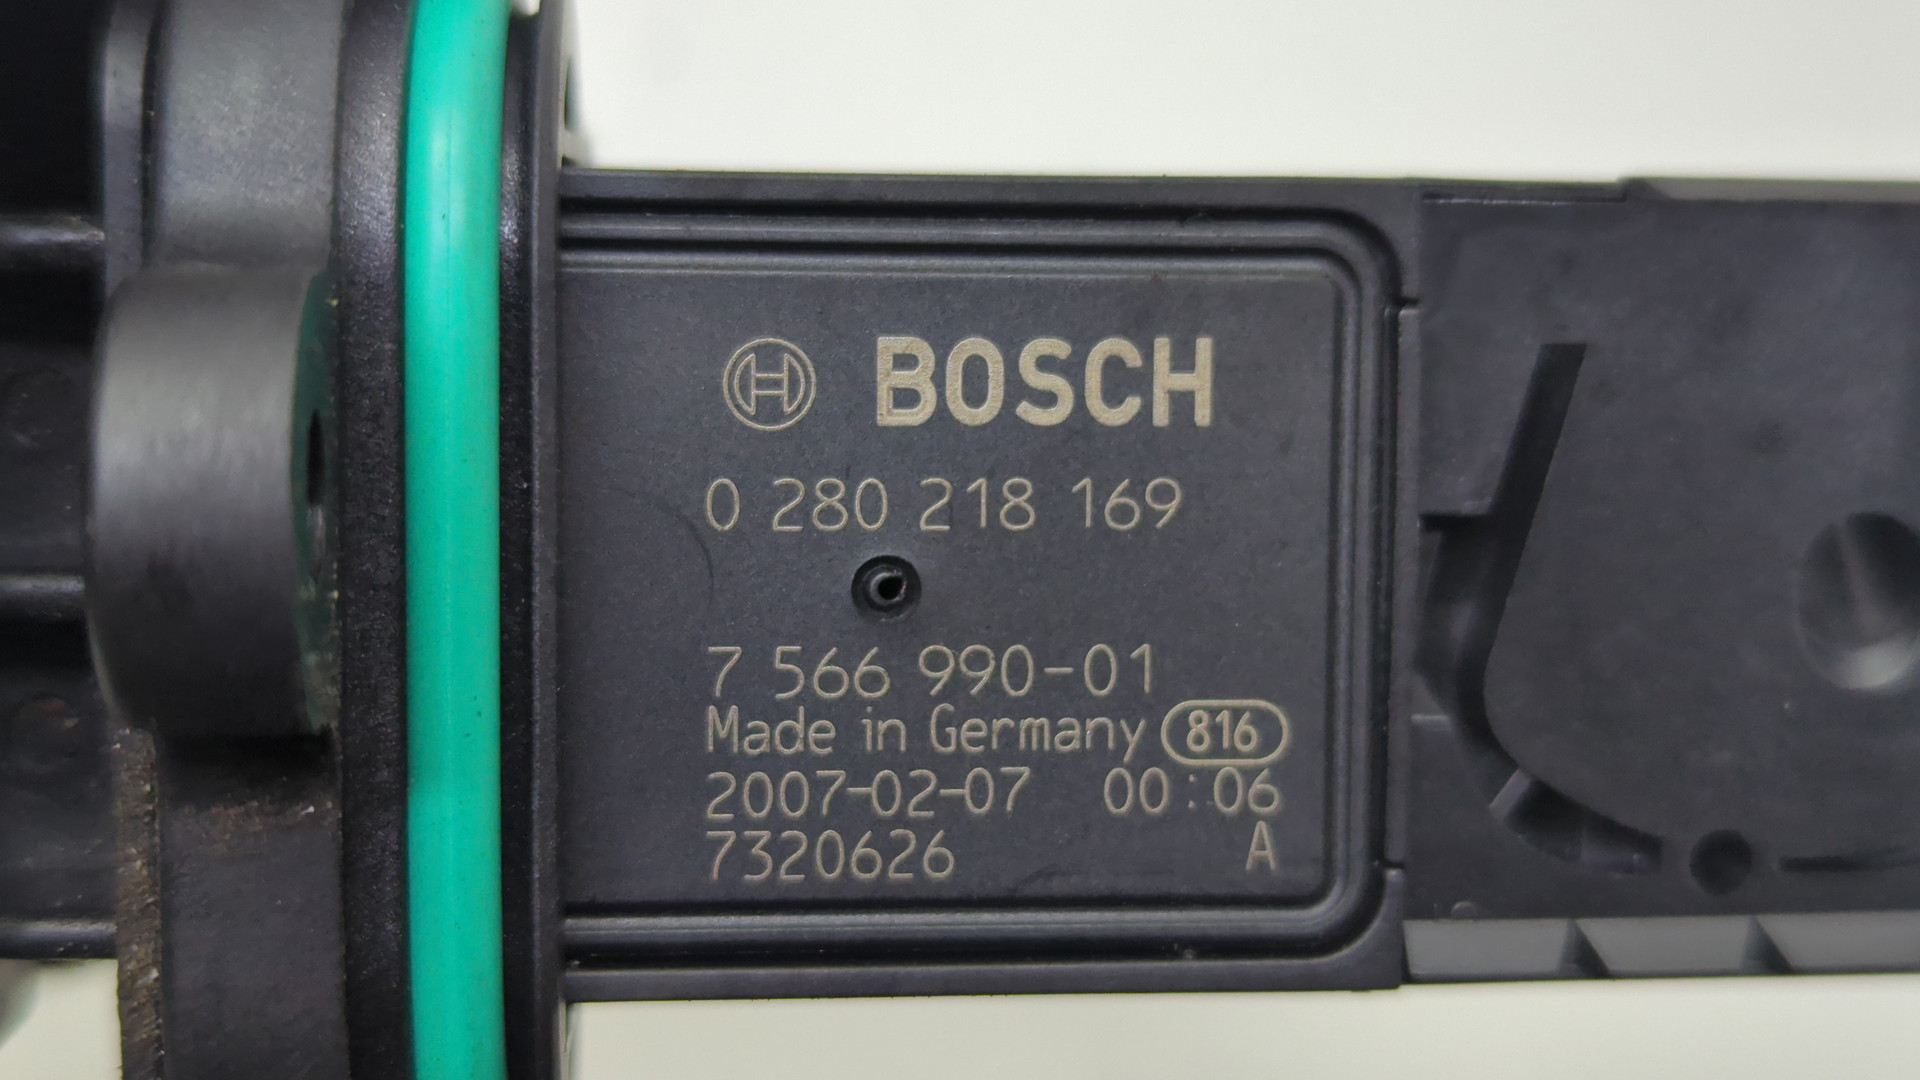 BOSCH
0 280 218 169
7 566 990-01
Made in Germany 816
2007-02-07 00:06
7320626 A